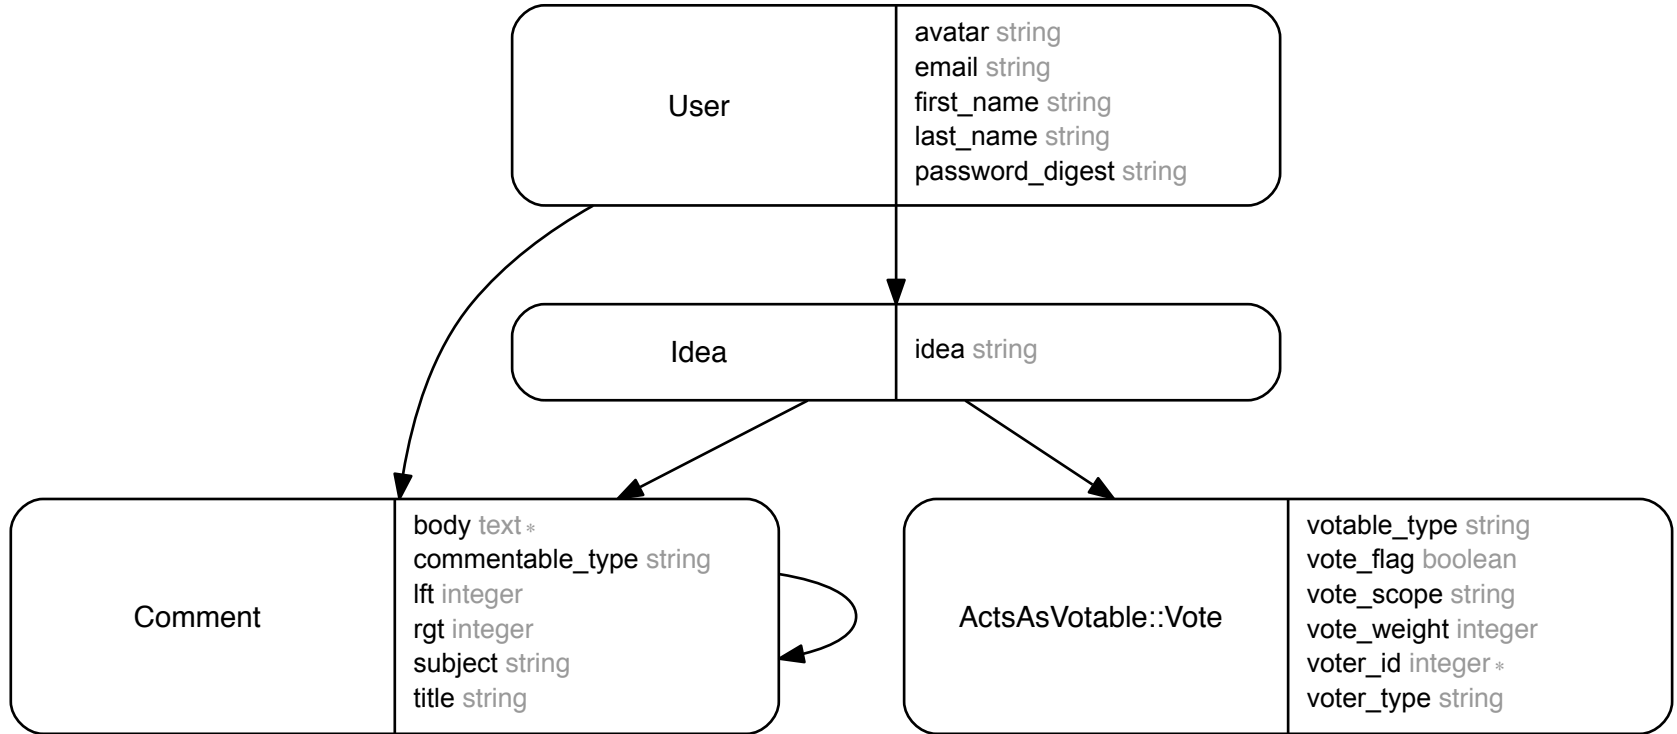 User
avatar string
email string
first_name string
last_name string
password_digest string
Idea
idea string
Comment
body text *
commentable_type string
lft integer
rgt integer
subject string
title string
ActsAsVotable::Vote
votable_type string
vote_flag boolean
vote_scope string
vote_weight integer
voter_id integer *
voter_type string